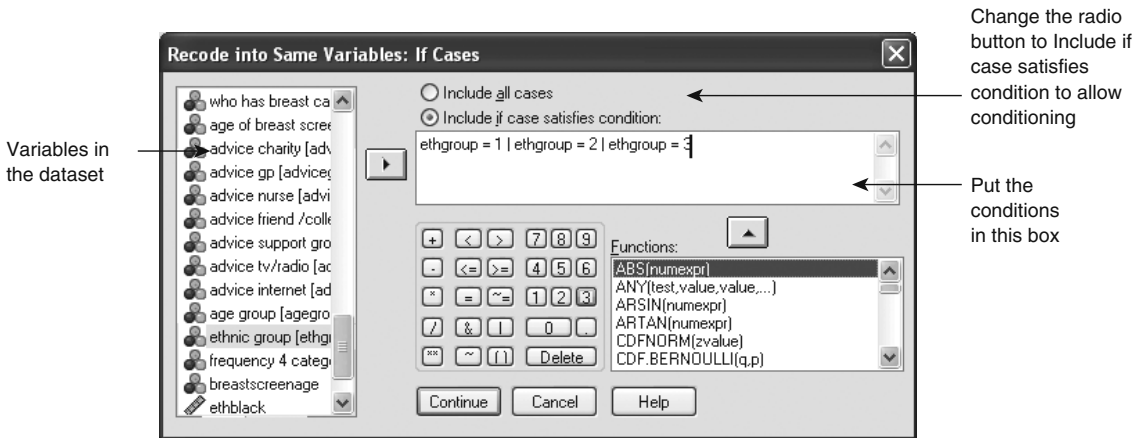 Recode into Same Variables: If Cases
who has breast ca
age of breast scree
advice charity [adv
advice gp [adviceg
advice nurse [advi
advice friend /colle
advice support gro
advice tv/radio [ad
advice internet [ad
age group [agegro
ethnic group [ethgr
frequency 4 catego
breastscreenage
ethblack
Include all cases
Include if case satisfies condition:
ethgroup = 1 | ethgroup = 2 | ethgroup = 3
+ < > 7 8 9
- <= >= 4 5 6
* = ~= 1 2 3
/ & | 0 .
** ~ () Delete
Functions:
ABS(numexpr)
ANY(test,value,value,...)
ARSIN(numexpr)
ARTAN(numexpr)
CDFNORM(zvalue)
CDF.BERNOULLI(q,p)
Continue Cancel Help
Variables in
the dataset
Change the radio
button to Include if
case satisfies
condition to allow
conditioning
Put the
conditions
in this box